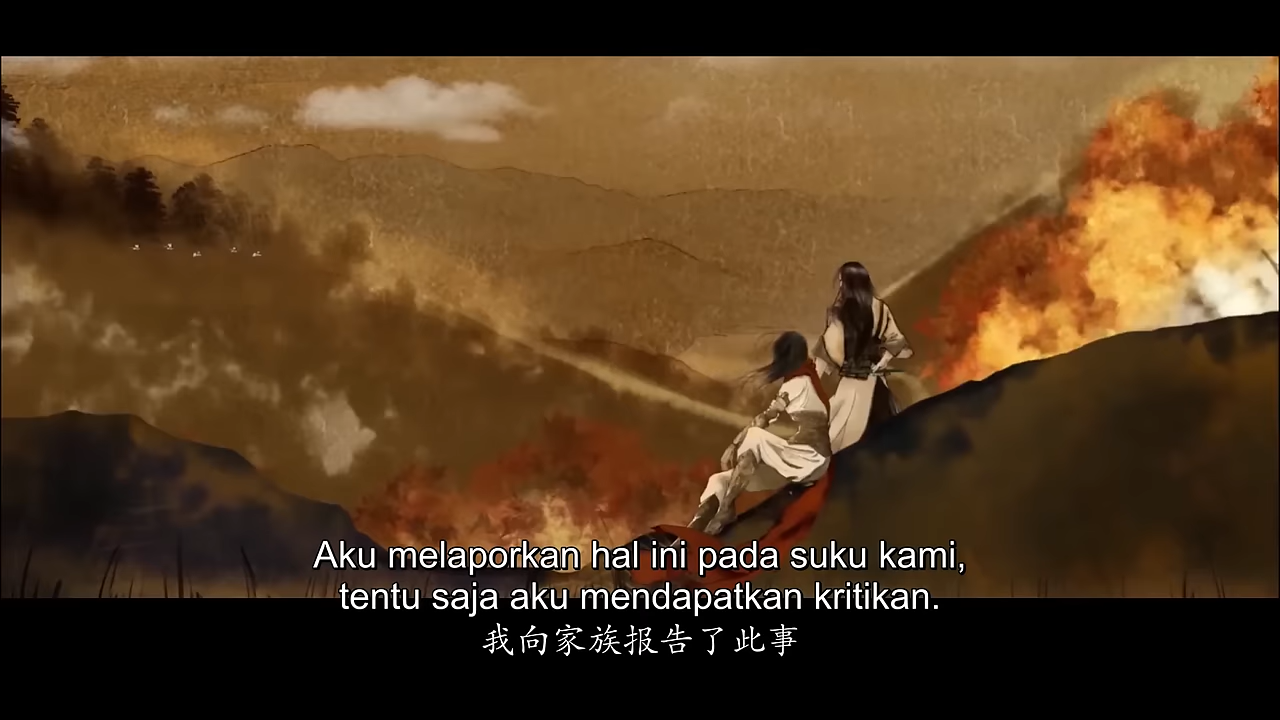 Aku melaporkan hal ini pada suku kami,
tentu saja aku mendapatkan kritikan.
我向家族报告了此事